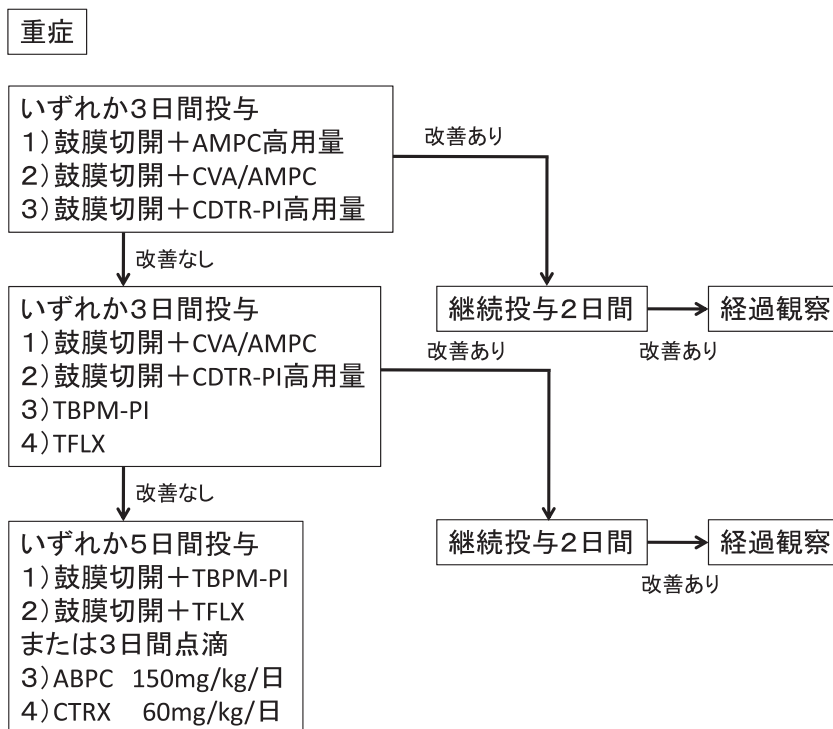 重症
いずれか3日間投与
1)鼓膜切開＋AMPC高用量
2)鼓膜切開＋CVA/AMPC
3)鼓膜切開＋CDTR-PI高用量
改善あり
改善なし
継続投与2日間
改善あり
経過観察
いずれか3日間投与
1)鼓膜切開＋CVA/AMPC
2)鼓膜切開＋CDTR-PI高用量
3)TBPM-PI
4)TFLX
改善あり
改善なし
継続投与2日間
改善あり
経過観察
いずれか5日間投与
1)鼓膜切開＋TBPM-PI
2)鼓膜切開＋TFLX
または3日間点滴
3)ABPC 150mg/kg/日
4)CTRX 60mg/kg/日